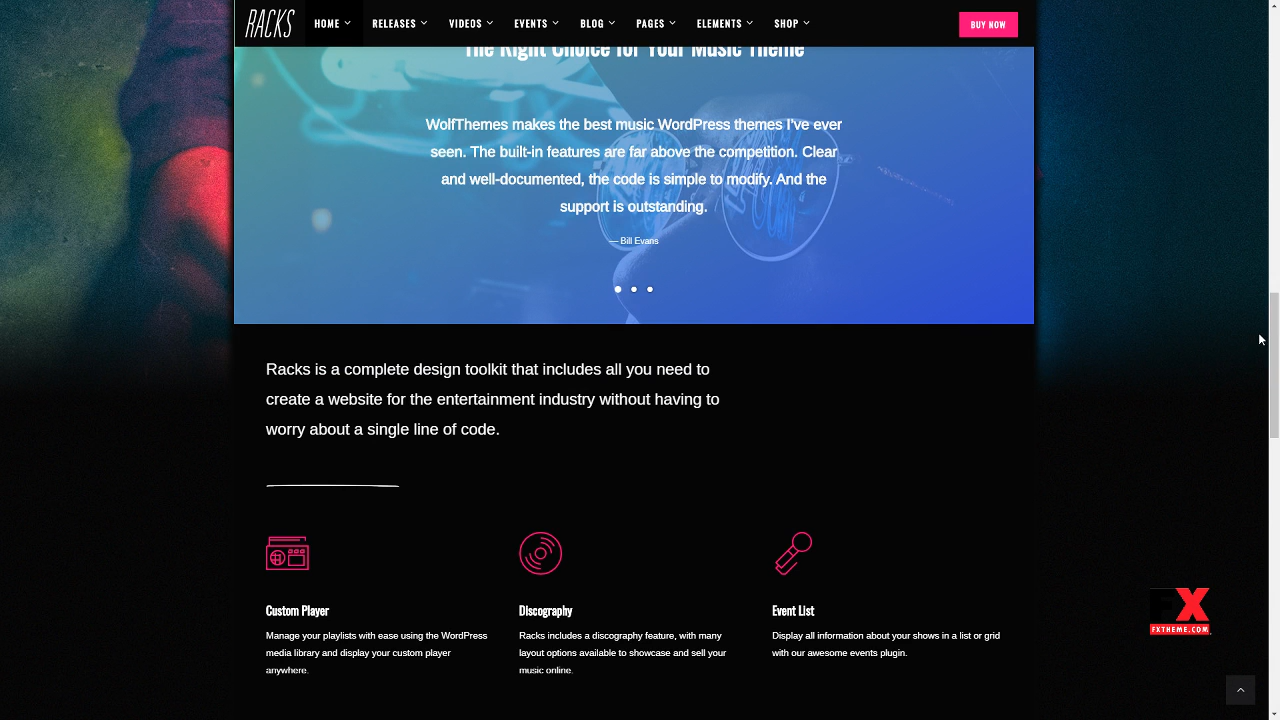 RACKS
HOME RELEASES VIDEOS EVENTS BLOG PAGES ELEMENTS SHOP
BUY NOW
The Right Choice for Your Music Theme
WolfThemes makes the best music WordPress themes I've ever
seen. The built-in features are far above the competition. Clear
and well-documented, the code is simple to modify. And the
support is outstanding.
— Bill Evans
Racks is a complete design toolkit that includes all you need to
create a website for the entertainment industry without having to
worry about a single line of code.
Custom Player
Manage your playlists with ease using the WordPress
media library and display your custom player
anywhere.
Discography
Racks includes a discography feature, with many
layout options available to showcase and sell your
music online.
Event List
Display all information about your shows in a list or grid
with our awesome events plugin.
FX
FXTHEME.COM